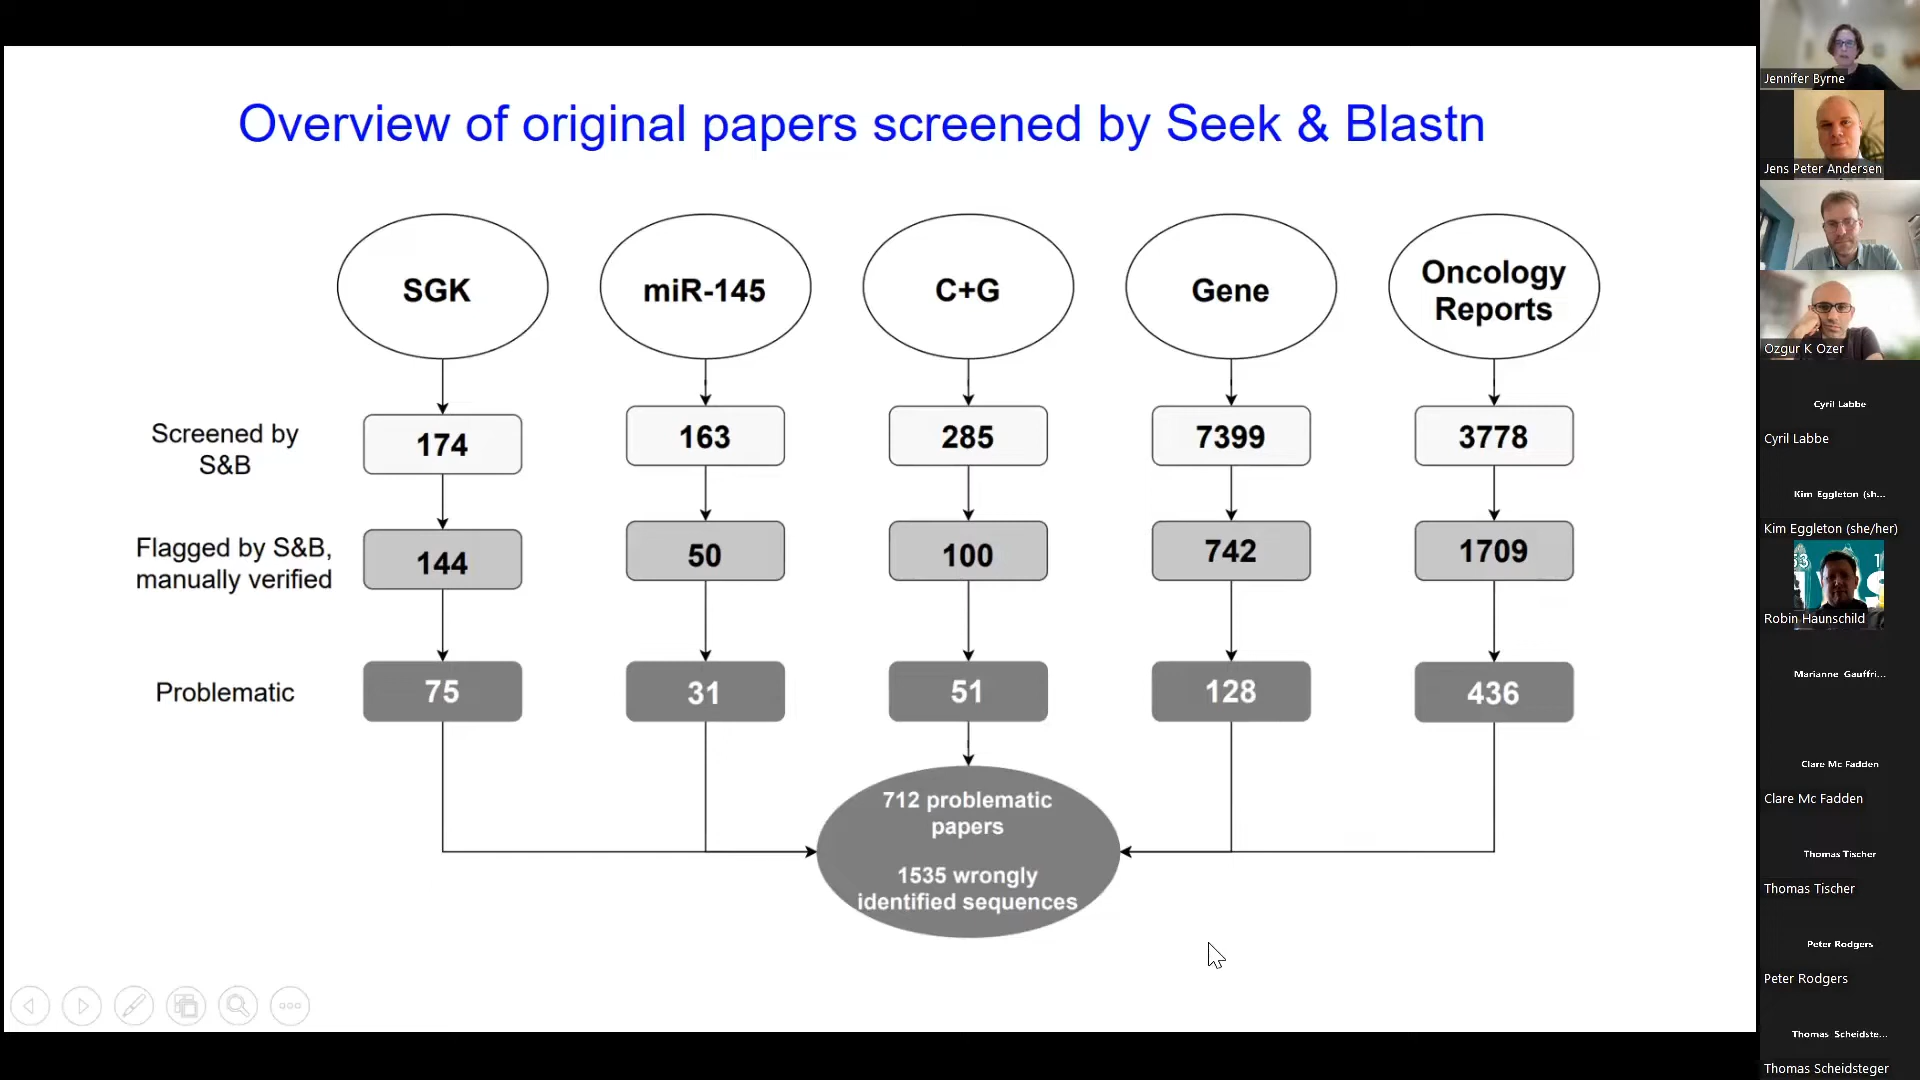 Overview of original papers screened by Seek & Blastn
SGK
miR-145
C+G
Gene
Oncology
Reports
Screened by
S&B
174
163
285
7399
3778
Flagged by S&B,
manually verified
144
50
100
742
1709
Problematic
75
31
51
128
436
712 problematic
papers
1535 wrongly
identified sequences
Jennifer Byrne
Jens Peter Andersen
Ozgur K Ozer
Cyril Labbe
Cyril Labbe
Kim Eggleton (sh...
Kim Eggleton (she/her)
Robin Haunschild
Marianne Gauffri...
Clare Mc Fadden
Clare Mc Fadden
Thomas Tischer
Thomas Tischer
Peter Rodgers
Peter Rodgers
Thomas Scheidste...
Thomas Scheidsteger